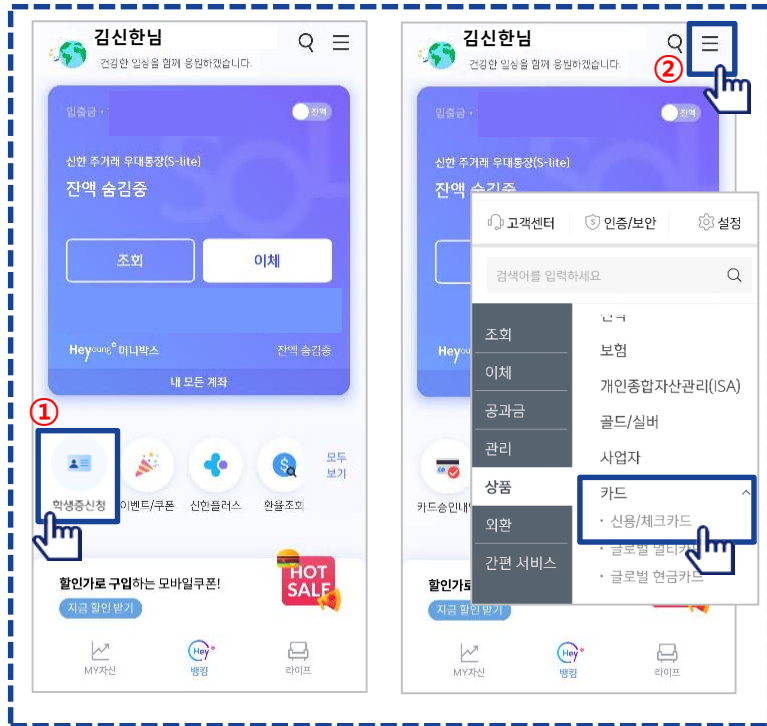 김신한님
건강한 일상을 함께 응원하겠습니다.
입출금 ·
잔액
신한 주거래 우대통장(S-lite)
잔액 숨김중
조회
이체
Heyoung 머니박스
잔액 숨김중
내 모든 계좌
①
학생증신청
이벤트/쿠폰
신한플러스
환율조회
모두
보기
할인가로 구입하는 모바일쿠폰!
지금 할인 받기
HOT
SALE
MY자산
Hey
뱅킹
라이프
김신한님
건강한 일상을 함께 응원하겠습니다.
②
입출금 ·
잔액
신한 주거래 우대통장(S-lite)
잔액 숨김중
고객센터
인증/보안
설정
검색어를 입력하세요
조회
이체
공과금
관리
상품
외환
간편 서비스
보험
개인종합자산관리(ISA)
골드/실버
사업자
카드
· 신용/체크카드
· 글로벌 멀티카드
· 글로벌 현금카드
카드승인내
할인가로
지금 할인 받기
MY자산
Hey
뱅킹
라이프